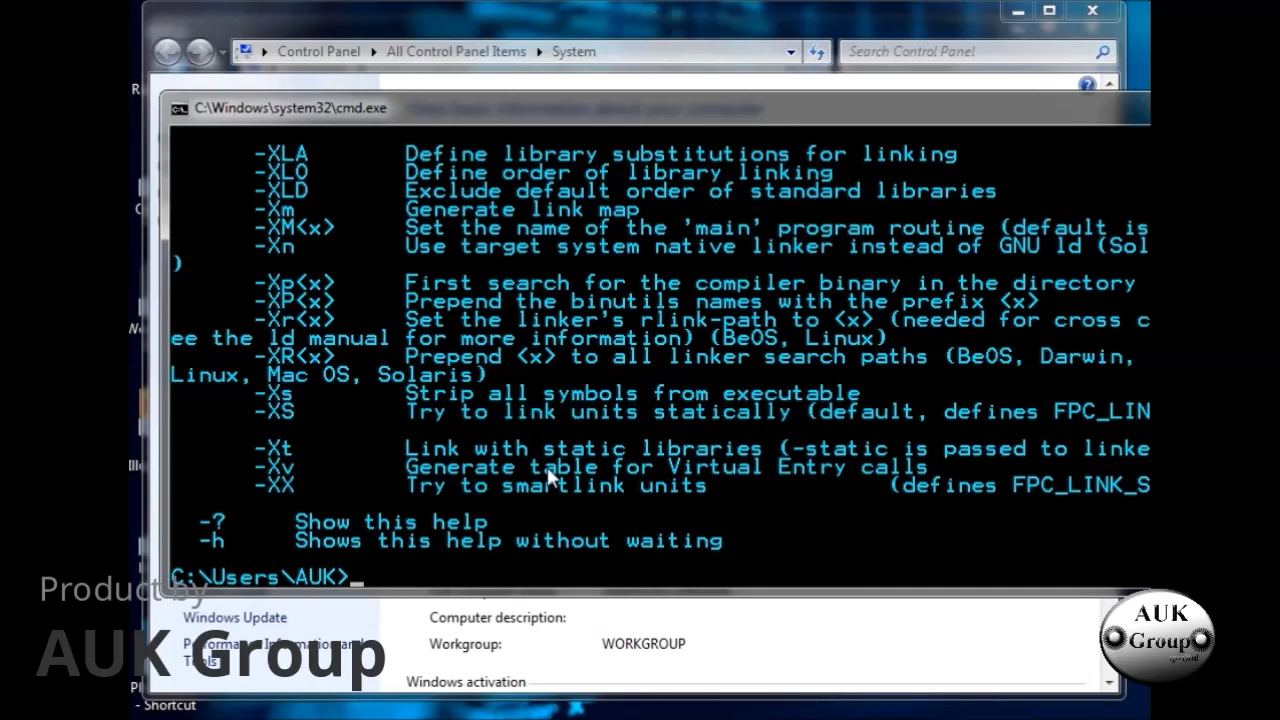 Control Panel ▸ All Control Panel Items ▸ System
Search Control Panel
C:\Windows\system32\cmd.exe
-XLA Define library substitutions for linking
-XLO Define order of library linking
-XLD Exclude default order of standard libraries
-Xm Generate link map
-XM<x> Set the name of the 'main' program routine (default is
-Xn Use target system native linker instead of GNU ld (Sol
)
-Xp<x> First search for the compiler binary in the directory
-XP<x> Prepend the binutils names with the prefix <x>
-Xr<x> Set the linker's rlink-path to <x> (needed for cross c
ee the ld manual for more information) (BeOS, Linux)
-XR<x> Prepend <x> to all linker search paths (BeOS, Darwin,
Linux, Mac OS, Solaris)
-Xs Strip all symbols from executable
-XS Try to link units statically (default, defines FPC_LIN
-Xt Link with static libraries (-static is passed to linke
-Xv Generate table for Virtual Entry calls
-XX Try to smartlink units (defines FPC_LINK_S
-? Show this help
-h Shows this help without waiting
C:\Users\AUK>_
Product by
AUK Group
Windows Update
Performance Information and
Tools
Computer description:
Workgroup: WORKGROUP
Windows activation
- Shortcut
AUK
Group